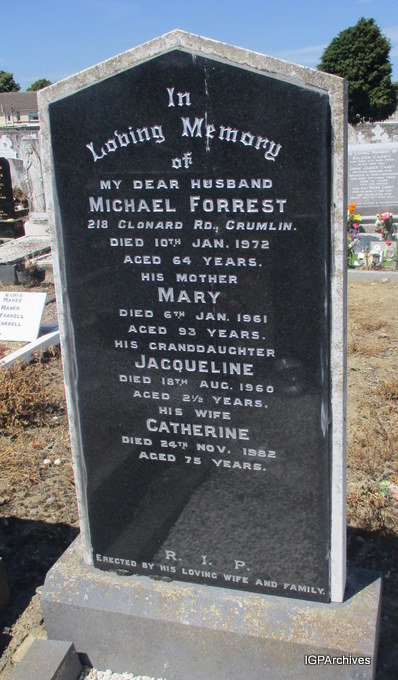 In
Loving Memory
of
MY DEAR HUSBAND
MICHAEL FORREST
218 CLONARD RD., CRUMLIN.
DIED 10TH JAN. 1972
AGED 64 YEARS.
HIS MOTHER
MARY
DIED 6TH JAN. 1961
AGED 93 YEARS.
HIS GRANDDAUGHTER
JACQUELINE
DIED 18TH AUG. 1960
AGED 2½ YEARS.
HIS WIFE
CATHERINE
DIED 24TH NOV. 1982
AGED 75 YEARS.
R. I. P.
ERECTED BY HIS LOVING WIFE AND FAMILY.
IGPArchives